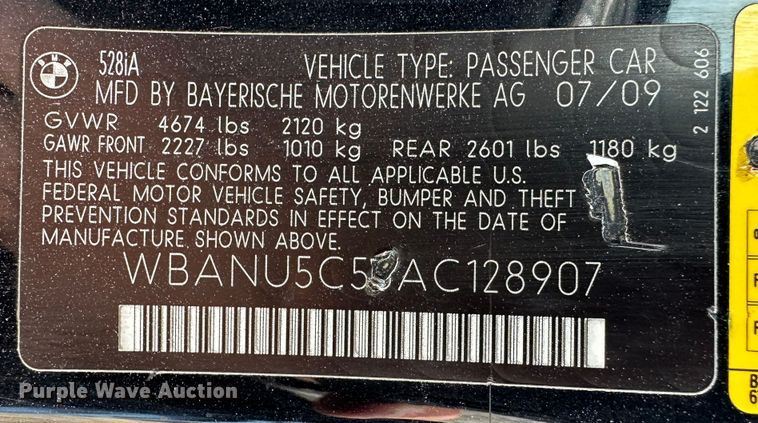 BMW
528iA
VEHICLE TYPE: PASSENGER CAR
MFD BY BAYERISCHE MOTORENWERKE AG 07/09
GVWR 4674 lbs 2120 kg
GAWR FRONT 2227 lbs 1010 kg REAR 2601 lbs 1180 kg
THIS VEHICLE CONFORMS TO ALL APPLICABLE U.S.
FEDERAL MOTOR VEHICLE SAFETY, BUMPER AND THEFT
PREVENTION STANDARDS IN EFFECT ON THE DATE OF
MANUFACTURE SHOWN ABOVE.
WBANU5C5 AC128907
2 122 606
Purple Wave Auction